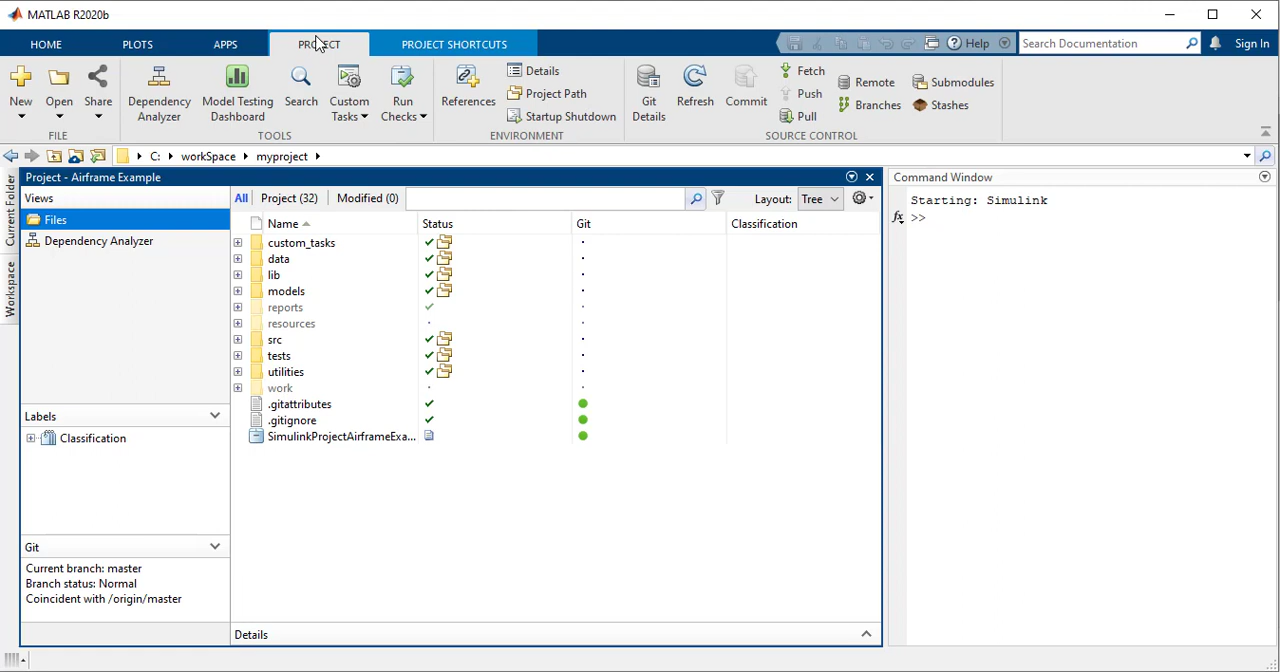 MATLAB R2020b
HOME PLOTS APPS PROJECT PROJECT SHORTCUTS Help Search Documentation Sign In
New Open Share Dependency Analyzer Model Testing Dashboard Search Custom Tasks Run Checks References Details Project Path Startup Shutdown Git Details Refresh Commit Fetch Push Pull Remote Branches Submodules Stashes
FILE TOOLS ENVIRONMENT SOURCE CONTROL
C: workSpace myproject
Current Folder
Workspace
Project - Airframe Example
Views
Files
Dependency Analyzer
Labels
Classification
Git
Current branch: master
Branch status: Normal
Coincident with /origin/master
All Project (32) Modified (0) Layout: Tree
Name Status Git Classification
custom_tasks
data
lib
models
reports
resources
src
tests
utilities
work
.gitattributes
.gitignore
SimulinkProjectAirframeExa...
Details
Command Window
Starting: Simulink
fx >>